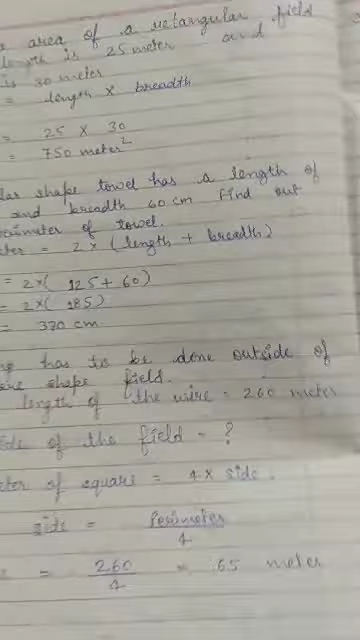 area of a rectangular field
length is 25 meter and
is 30 meter
= length × breadth
= 25 × 30
= 750 meter²
shape towel has a length of
and breadth 60 cm find out
of towel.
= 2 × (length + breadth)
= 2×( 125 + 60)
= 2×( 185)
= 370 cm.
has to be done outside of
shape field.
length of the wire = 260 meter
of the field = ?
of square = 4 × side.
side = Perimeter
4
= 260 = 65 meter
4